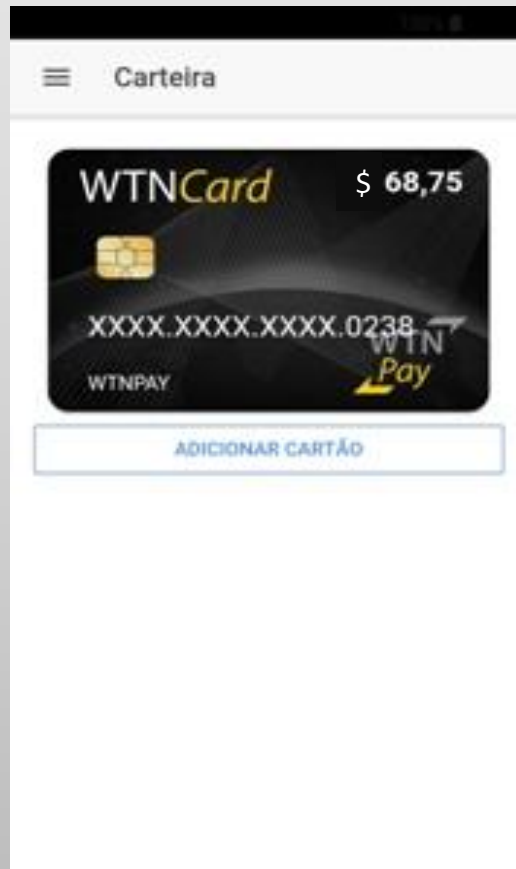 Carteira
WTNCard $ 68,75
XXXX.XXXX.XXXX.0238
WTN
WTNPAY Pay
ADICIONAR CARTÃO